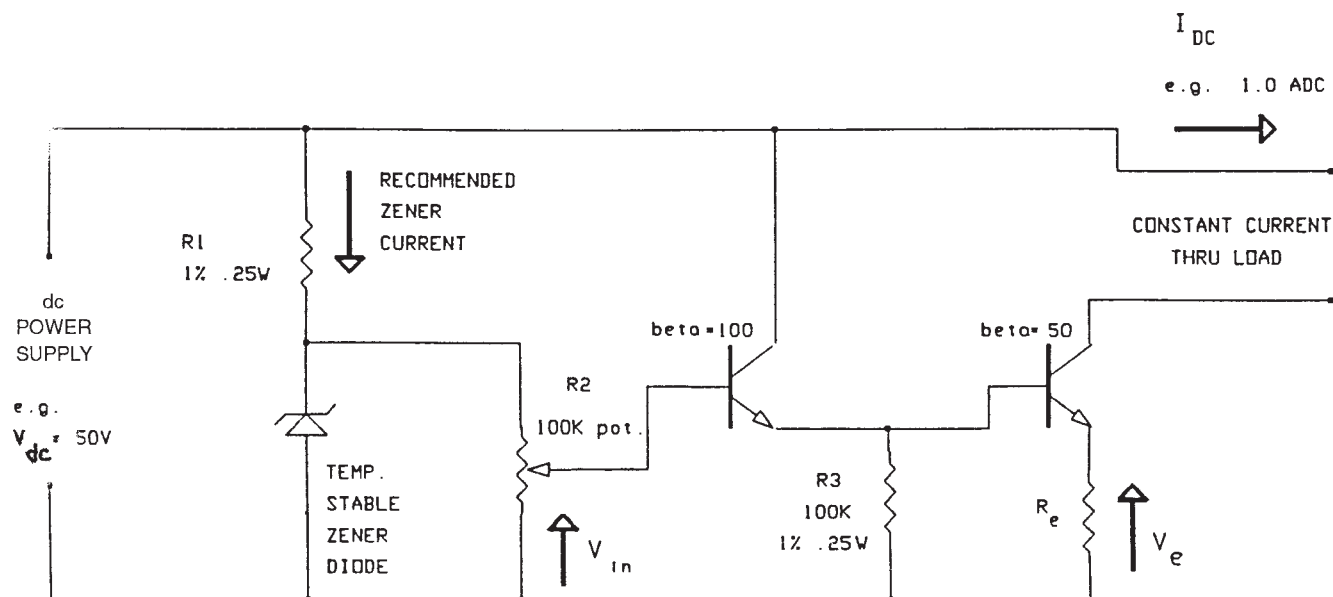 I DC
e.g. 1.0 ADC
RECOMMENDED
ZENER
CURRENT
R1
1% .25W
CONSTANT CURRENT
THRU LOAD
dc
POWER
SUPPLY
e.g.
Vdc= 50V
beta=100
beta= 50
R2
100K pot.
TEMP.
STABLE
ZENER
DIODE
V in
R3
100K
1% .25W
Re
Ve